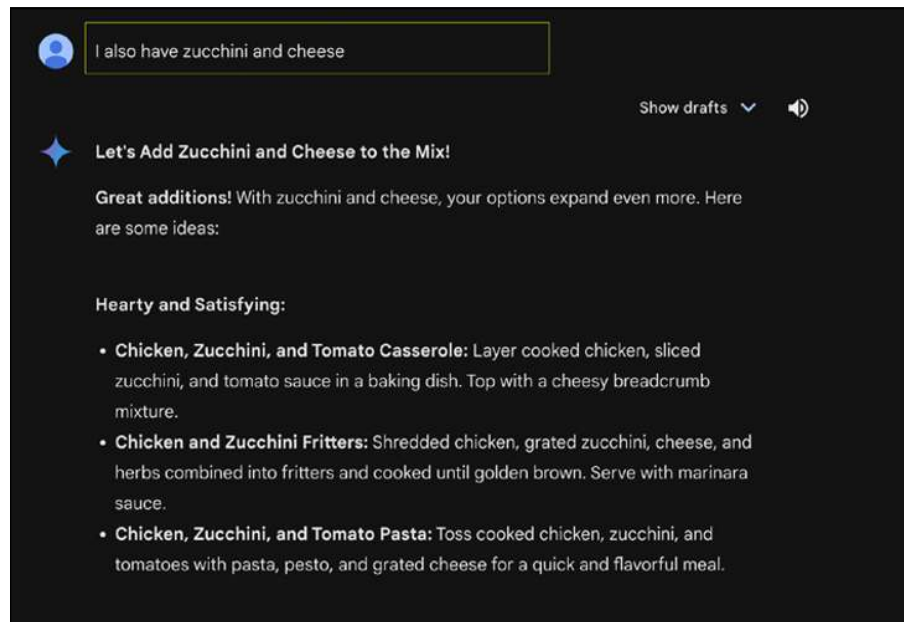 I also have zucchini and cheese
Show drafts
Let's Add Zucchini and Cheese to the Mix!
Great additions! With zucchini and cheese, your options expand even more. Here
are some ideas:
Hearty and Satisfying:
• Chicken, Zucchini, and Tomato Casserole: Layer cooked chicken, sliced
zucchini, and tomato sauce in a baking dish. Top with a cheesy breadcrumb
mixture.
• Chicken and Zucchini Fritters: Shredded chicken, grated zucchini, cheese, and
herbs combined into fritters and cooked until golden brown. Serve with marinara
sauce.
• Chicken, Zucchini, and Tomato Pasta: Toss cooked chicken, zucchini, and
tomatoes with pasta, pesto, and grated cheese for a quick and flavorful meal.